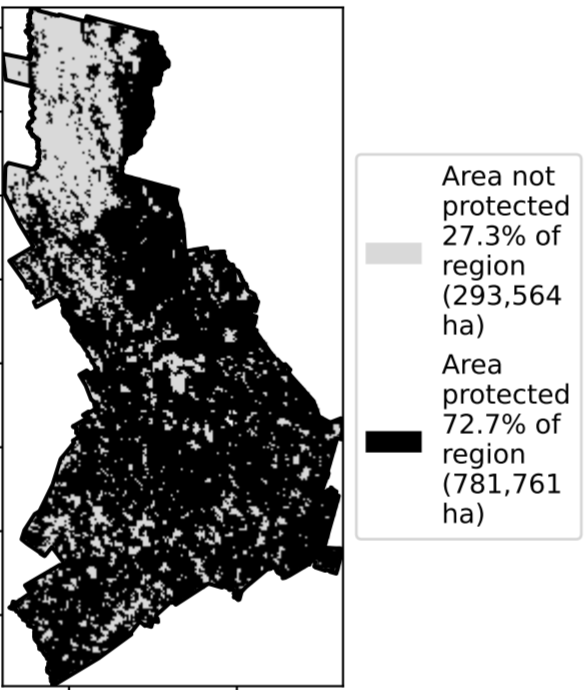 Area not
protected
27.3% of
region
(293,564
ha)
Area
protected
72.7% of
region
(781,761
ha)